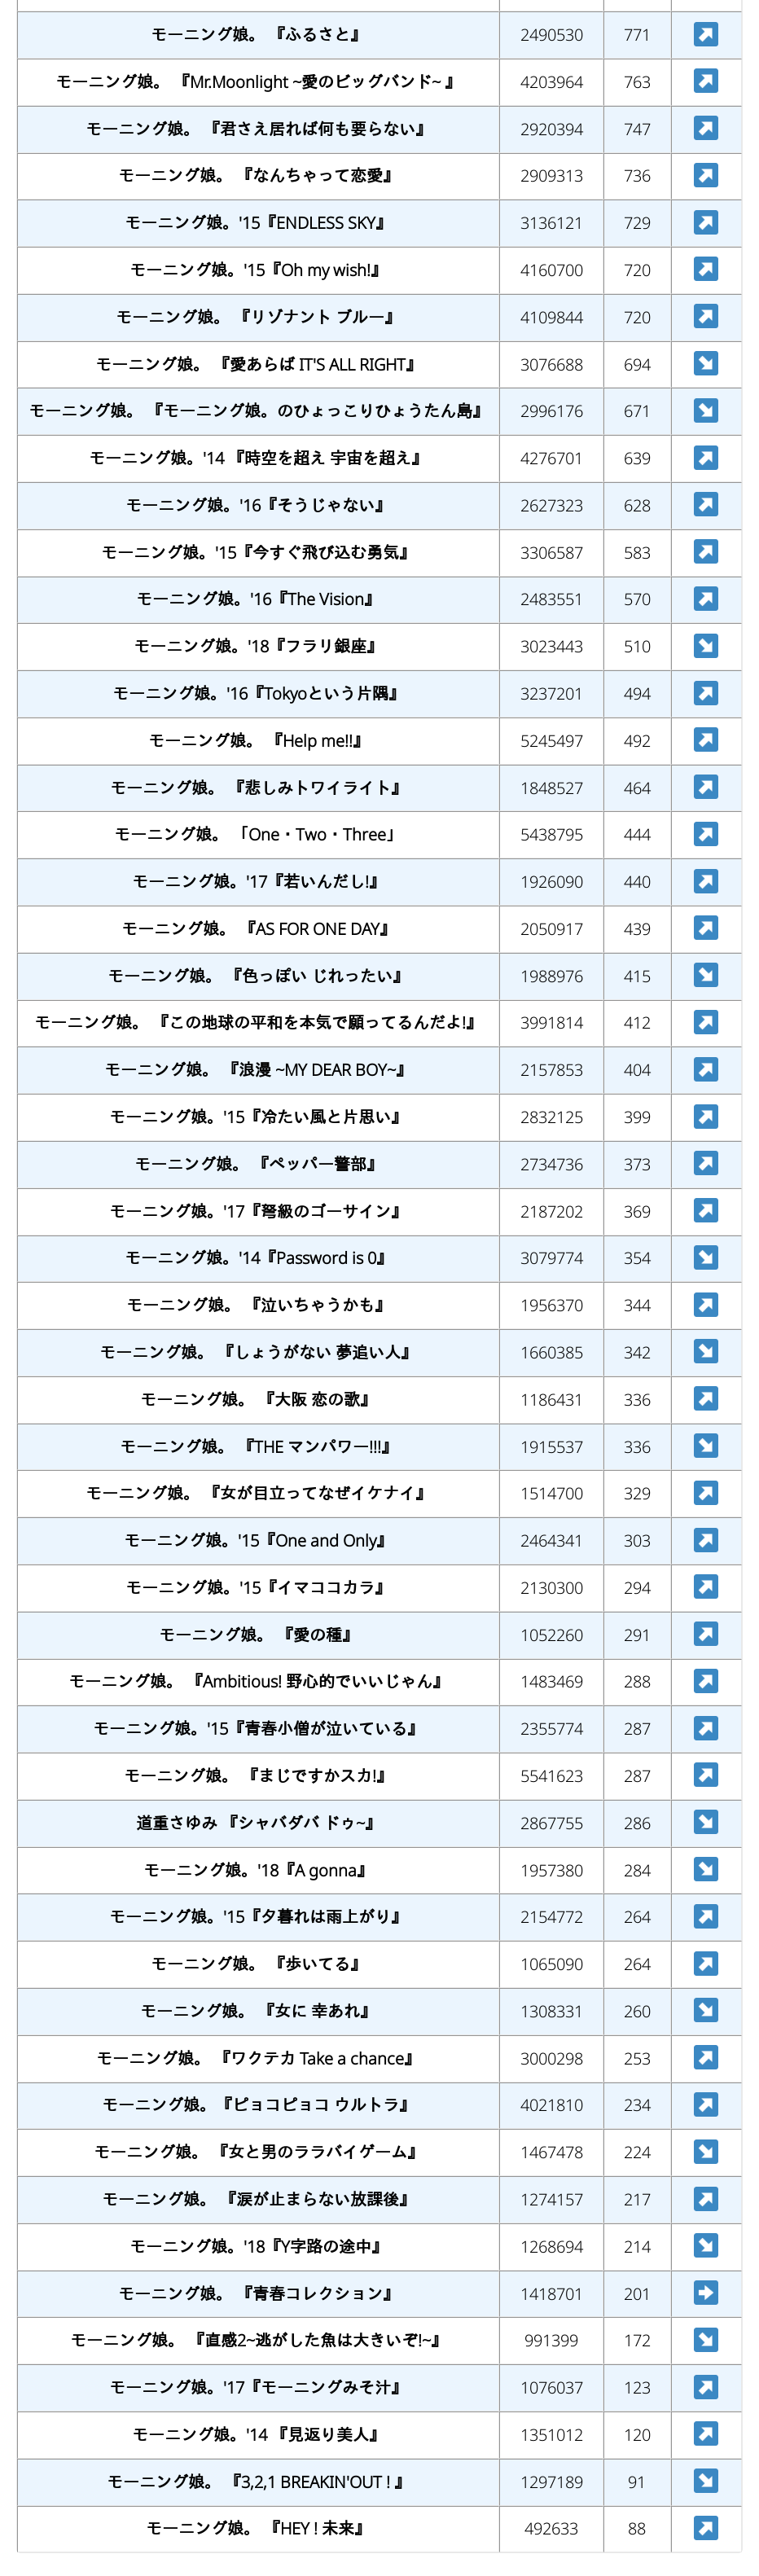 モーニング娘。 『ふるさと』 2490530 771 ↗
モーニング娘。 『Mr.Moonlight ~愛のビッグバンド~ 』 4203964 763 ↗
モーニング娘。 『君さえ居れば何も要らない』 2920394 747 ↗
モーニング娘。 『なんちゃって恋愛』 2909313 736 ↗
モーニング娘。'15『ENDLESS SKY』 3136121 729 ↗
モーニング娘。'15『Oh my wish!』 4160700 720 ↗
モーニング娘。 『リゾナント ブルー』 4109844 720 ↗
モーニング娘。 『愛あらば IT'S ALL RIGHT』 3076688 694 ↘
モーニング娘。 『モーニング娘。のひょっこりひょうたん島』 2996176 671 ↘
モーニング娘。'14 『時空を超え 宇宙を超え』 4276701 639 ↗
モーニング娘。'16『そうじゃない』 2627323 628 ↗
モーニング娘。'15『今すぐ飛び込む勇気』 3306587 583 ↗
モーニング娘。'16『The Vision』 2483551 570 ↗
モーニング娘。'18『フラリ銀座』 3023443 510 ↘
モーニング娘。'16『Tokyoという片隅』 3237201 494 ↗
モーニング娘。 『Help me!!』 5245497 492 ↗
モーニング娘。 『悲しみトワイライト』 1848527 464 ↗
モーニング娘。 「One・Two・Three」 5438795 444 ↗
モーニング娘。'17『若いんだし!』 1926090 440 ↗
モーニング娘。 『AS FOR ONE DAY』 2050917 439 ↗
モーニング娘。 『色っぽい じれったい』 1988976 415 ↘
モーニング娘。 『この地球の平和を本気で願ってるんだよ!』 3991814 412 ↗
モーニング娘。 『浪漫 ~MY DEAR BOY~』 2157853 404 ↗
モーニング娘。'15『冷たい風と片思い』 2832125 399 ↗
モーニング娘。 『ペッパー警部』 2734736 373 ↗
モーニング娘。'17『弩級のゴーサイン』 2187202 369 ↗
モーニング娘。'14『Password is 0』 3079774 354 ↘
モーニング娘。 『泣いちゃうかも』 1956370 344 ↗
モーニング娘。 『しょうがない 夢追い人』 1660385 342 ↘
モーニング娘。 『大阪 恋の歌』 1186431 336 ↗
モーニング娘。 『THE マンパワー!!!』 1915537 336 ↘
モーニング娘。 『女が目立ってなぜイケナイ』 1514700 329 ↗
モーニング娘。'15『One and Only』 2464341 303 ↗
モーニング娘。'15『イマココカラ』 2130300 294 ↗
モーニング娘。 『愛の種』 1052260 291 ↗
モーニング娘。 『Ambitious! 野心的でいいじゃん』 1483469 288 ↗
モーニング娘。'15『青春小僧が泣いている』 2355774 287 ↗
モーニング娘。 『まじですかスカ!』 5541623 287 ↗
道重さゆみ 『シャバダバ ドゥ~』 2867755 286 ↘
モーニング娘。'18『A gonna』 1957380 284 ↘
モーニング娘。'15『夕暮れは雨上がり』 2154772 264 ↗
モーニング娘。 『歩いてる』 1065090 264 ↗
モーニング娘。 『女に 幸あれ』 1308331 260 ↘
モーニング娘。 『ワクテカ Take a chance』 3000298 253 ↗
モーニング娘。『ピョコピョコ ウルトラ』 4021810 234 ↗
モーニング娘。 『女と男のララバイゲーム』 1467478 224 ↘
モーニング娘。 『涙が止まらない放課後』 1274157 217 ↗
モーニング娘。'18『Y字路の途中』 1268694 214 ↘
モーニング娘。 『青春コレクション』 1418701 201 ➡
モーニング娘。 『直感2~逃がした魚は大きいぞ!~』 991399 172 ↘
モーニング娘。'17『モーニングみそ汁』 1076037 123 ↗
モーニング娘。'14 『見返り美人』 1351012 120 ↗
モーニング娘。 『3,2,1 BREAKIN'OUT ! 』 1297189 91 ↘
モーニング娘。 『HEY ! 未来』 492633 88 ↗